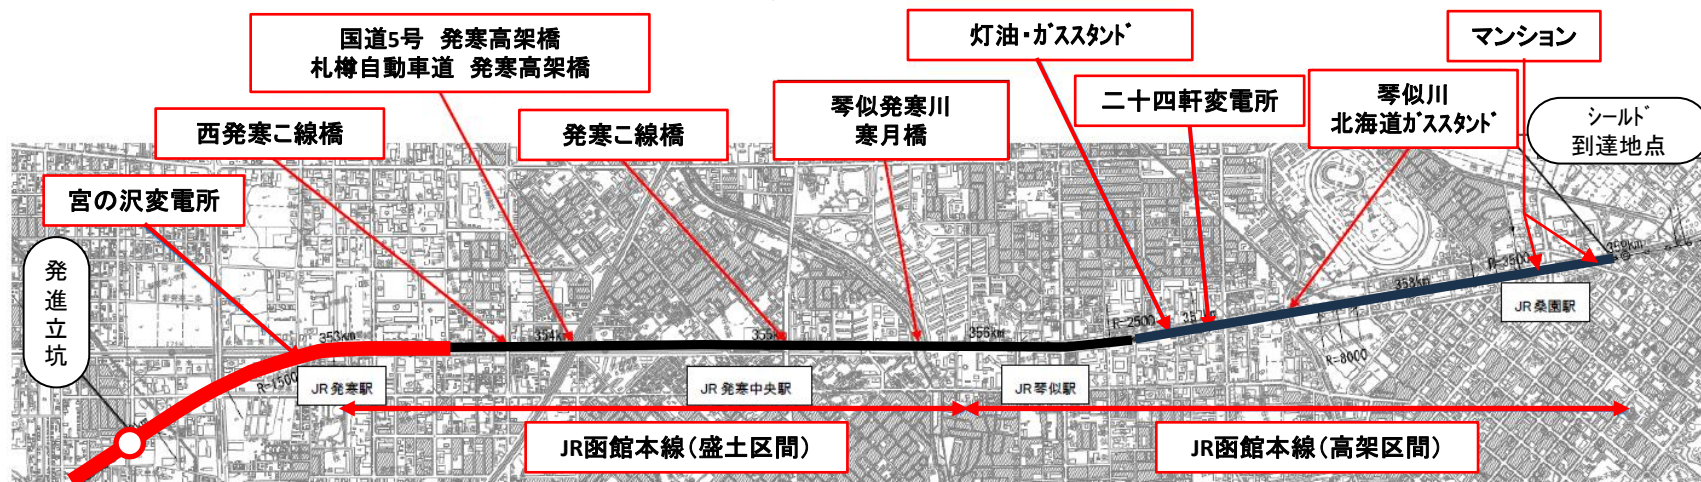 国道5号 発寒高架橋
札樽自動車道 発寒高架橋
灯油・ガススタンド
マンション
西発寒こ線橋
発寒こ線橋
琴似発寒川
寒月橋
二十四軒変電所
琴似川
北海道ガススタンド
シールド
到達地点
宮の沢変電所
発進立坑
353km
354km
356km
358km
R-1500
R-2500
R=8000
R-3500
JR発寒駅
JR発寒中央駅
JR琴似駅
JR桑園駅
JR函館本線(盛土区間)
JR函館本線(高架区間)